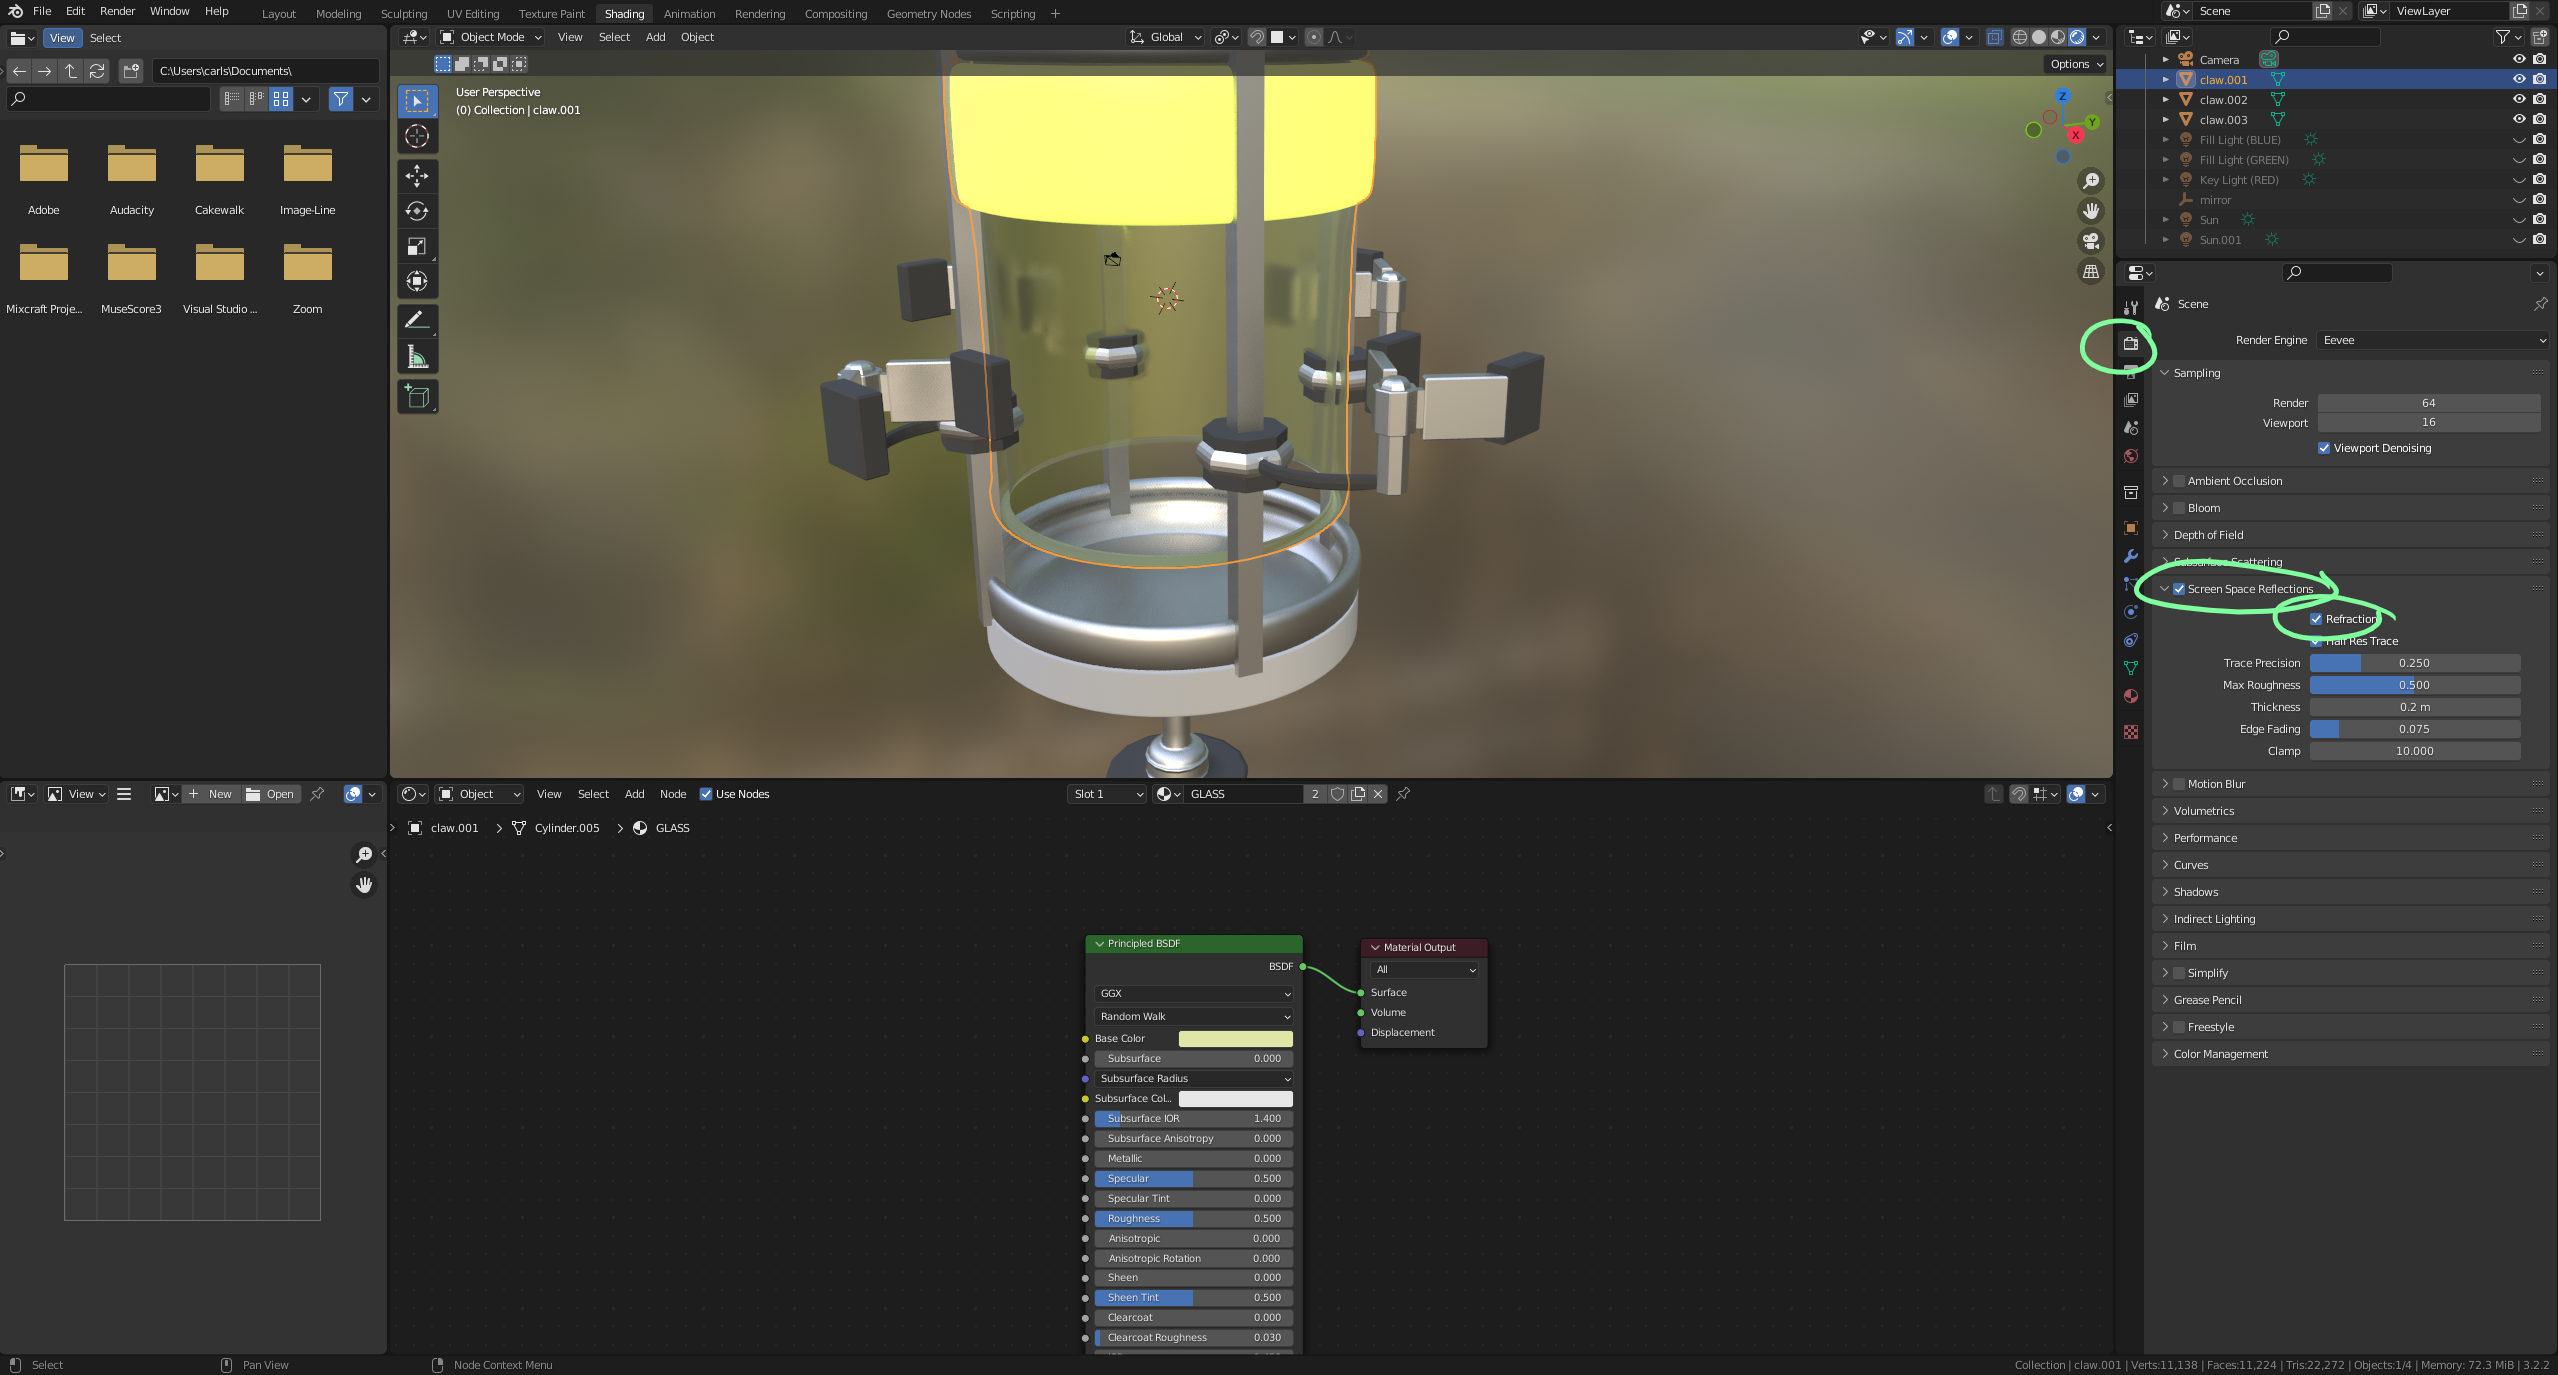 File Edit Render Window Help Layout Modeling Sculpting UV Editing Texture Paint Shading Animation Rendering Compositing Geometry Nodes Scripting + Scene ViewLayer
View Select
C:\Users\carls\Documents\
Adobe Audacity Cakewalk Image-Line
Mixcraft Proje... MuseScore3 Visual Studio ... Zoom
Object Mode View Select Add Object Global
Options
User Perspective
(0) Collection | claw.001
Z
Y
X
Camera
claw.001
claw.002
claw.003
Fill Light (BLUE)
Fill Light (GREEN)
Key Light (RED)
mirror
Sun
Sun.001
Scene
Render Engine Eevee
Sampling
Render 64
Viewport 16
Viewport Denoising
Ambient Occlusion
Bloom
Depth of Field
Subsurface Scattering
Screen Space Reflections
Refraction
Half Res Trace
Trace Precision 0.250
Max Roughness 0.500
Thickness 0.2 m
Edge Fading 0.075
Clamp 10.000
Motion Blur
Volumetrics
Performance
Curves
Shadows
Indirect Lighting
Film
Simplify
Grease Pencil
Freestyle
Color Management
View New Open
Object View Select Add Node Use Nodes Slot 1 GLASS 2
claw.001 > Cylinder.005 > GLASS
Principled BSDF
BSDF
GGX
Random Walk
Base Color
Subsurface 0.000
Subsurface Radius
Subsurface Col...
Subsurface IOR 1.400
Subsurface Anisotropy 0.000
Metallic 0.000
Specular 0.500
Specular Tint 0.000
Roughness 0.500
Anisotropic 0.000
Anisotropic Rotation 0.000
Sheen 0.000
Sheen Tint 0.500
Clearcoat 0.000
Clearcoat Roughness 0.030
Material Output
All
Surface
Volume
Displacement
Select Pan View Node Context Menu
Collection | claw.001 | Verts:11,138 | Faces:11,224 | Tris:22,272 | Objects:1/4 | Memory: 72.3 MiB | 3.2.2